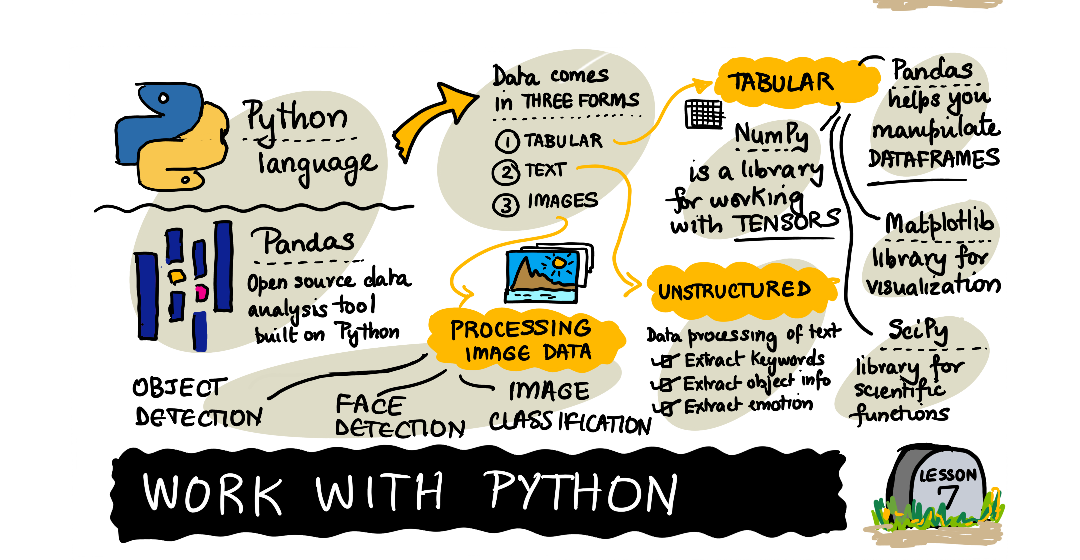 Python
language
Pandas
Open source data
analysis tool
built on Python
Data comes
in THREE FORMS
1 TABULAR
2 TEXT
3 IMAGES
TABULAR
NumPy
is a library
for working
with TENSORS
Pandas
helps you
manipulate
DATAFRAMES
Matplotlib
library for
visualization
SciPy
library for
scientific
functions
UNSTRUCTURED
Data processing of text
Extract Keywords
Extract object info
Extract emotion
PROCESSING
IMAGE DATA
OBJECT
DETECTION
FACE
DETECTION
IMAGE
CLASSIFICATION
WORK WITH PYTHON
LESSON
7